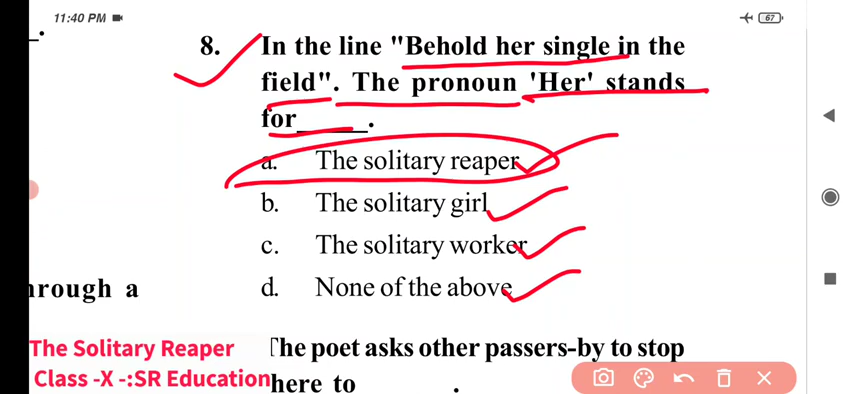 11:40 PM
67
8. In the line "Behold her single in the
field". The pronoun 'Her' stands
for_____.
a. The solitary reaper
b. The solitary girl
c. The solitary worker
d. None of the above
hrough a
The poet asks other passers-by to stop
here to _____.
The Solitary Reaper
Class -X -:SR Education